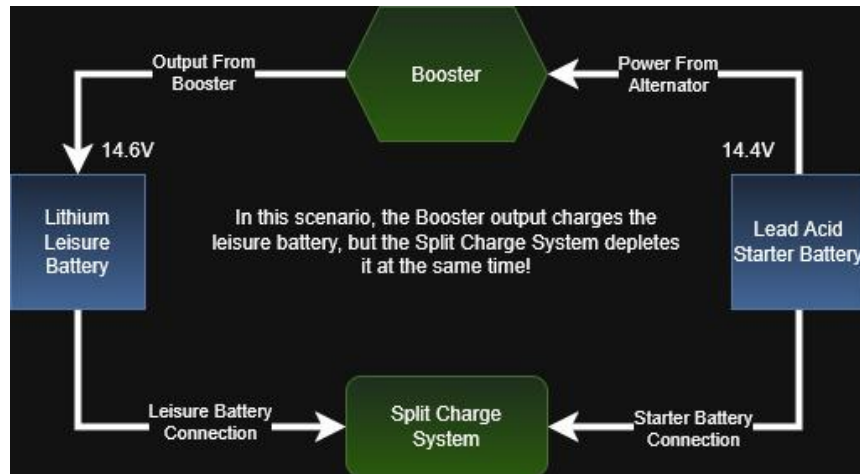 Output From
Booster
Booster
Power From
Alternator
14.6V
14.4V
Lithium
Leisure
Battery
In this scenario, the Booster output charges the
leisure battery, but the Split Charge System depletes
it at the same time!
Lead Acid
Starter Battery
Leisure Battery
Connection
Split Charge
System
Starter Battery
Connection